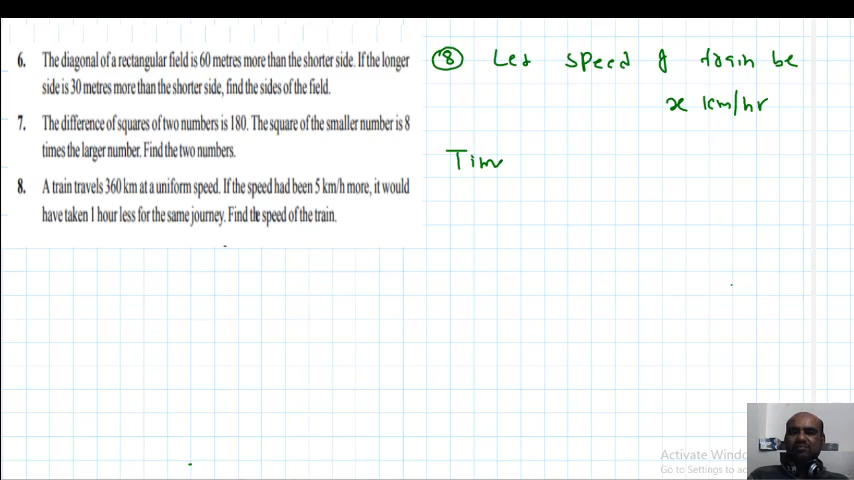 6. The diagonal of a rectangular field is 60 metres more than the shorter side. If the longer
side is 30 metres more than the shorter side, find the sides of the field.
7. The difference of squares of two numbers is 180. The square of the smaller number is 8
times the larger number. Find the two numbers.
8. A train travels 360 km at a uniform speed. If the speed had been 5 km/h more, it would
have taken 1 hour less for the same journey. Find the speed of the train.
8 Let speed of train be
x km/hr
Tim
Activate Windo
Go to Settings to ac